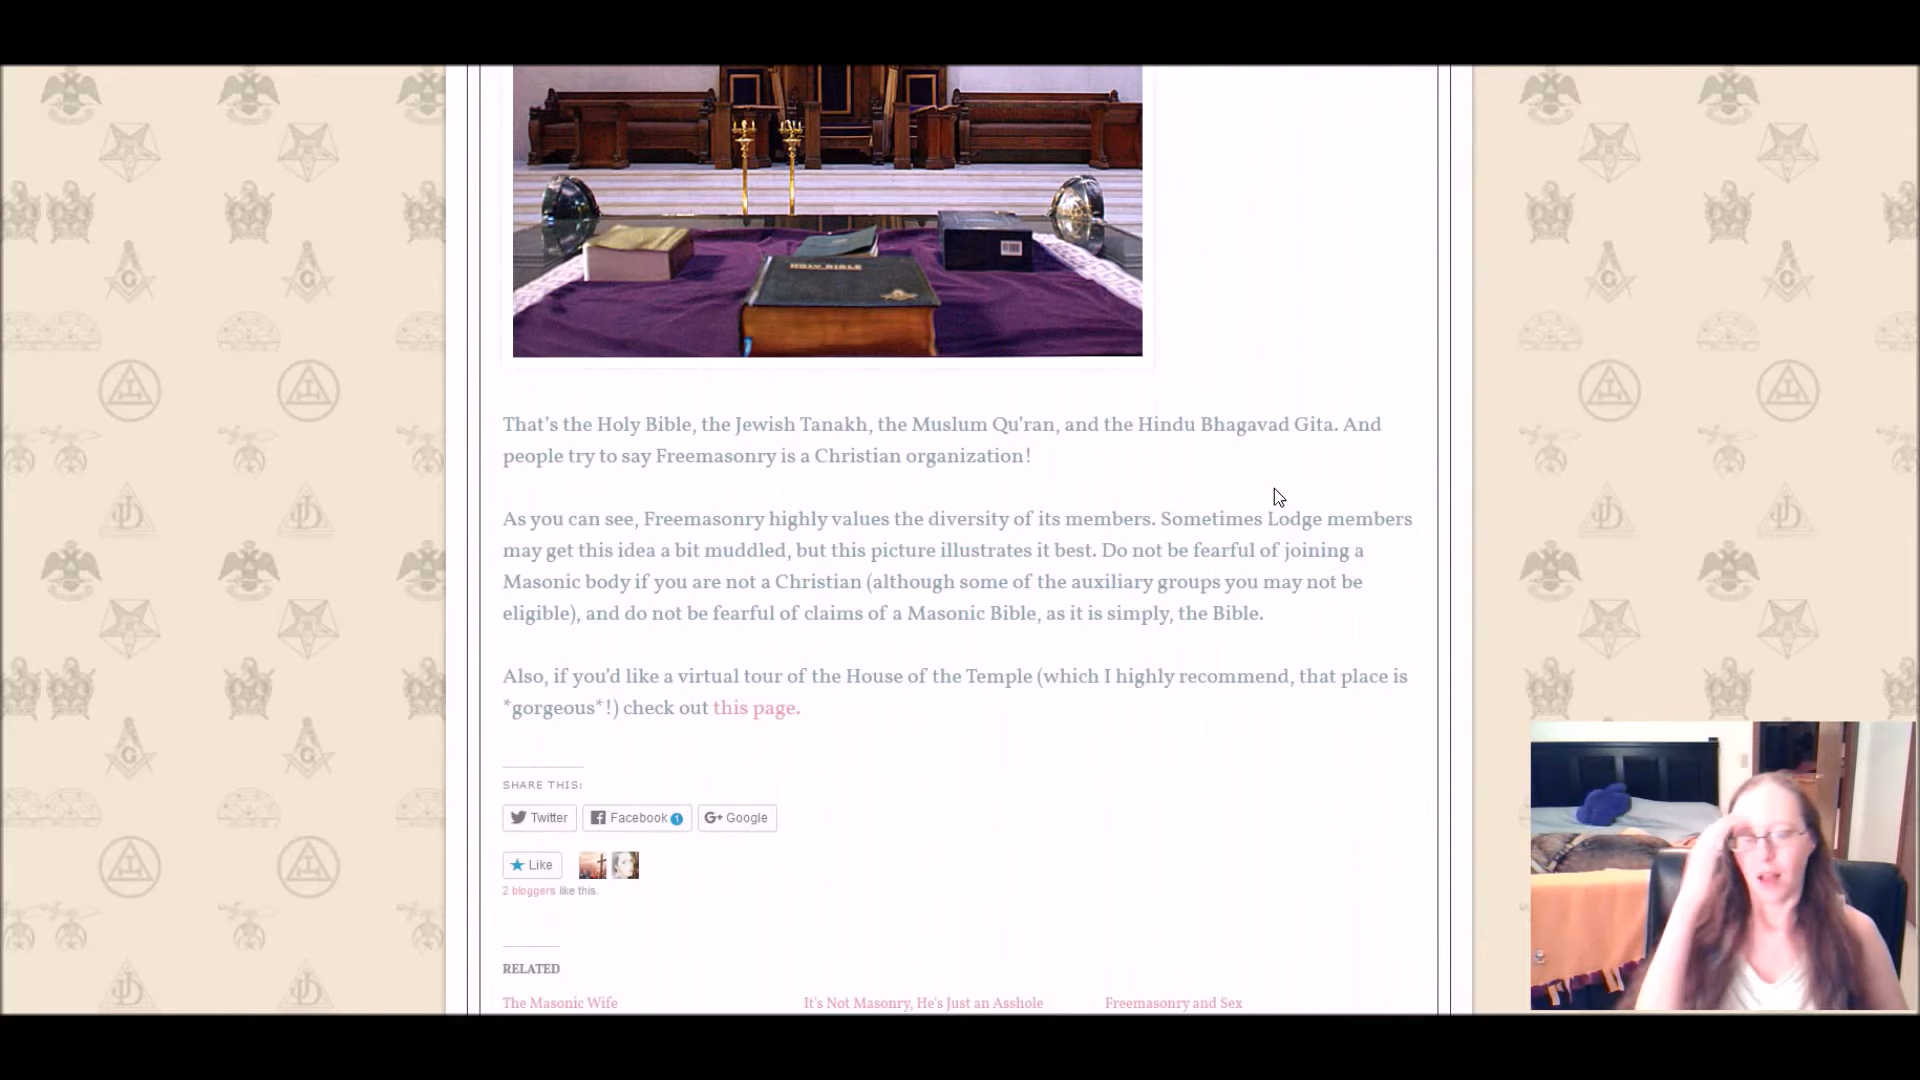 HOLY BIBLE
That's the Holy Bible, the Jewish Tanakh, the Muslum Qu'ran, and the Hindu Bhagavad Gita. And
people try to say Freemasonry is a Christian organization!
As you can see, Freemasonry highly values the diversity of its members. Sometimes Lodge members
may get this idea a bit muddled, but this picture illustrates it best. Do not be fearful of joining a
Masonic body if you are not a Christian (although some of the auxiliary groups you may not be
eligible), and do not be fearful of claims of a Masonic Bible, as it is simply, the Bible.
Also, if you'd like a virtual tour of the House of the Temple (which I highly recommend, that place is
*gorgeous*!) check out this page.
SHARE THIS:
Twitter Facebook 1 G+ Google
Like
2 bloggers like this.
RELATED
The Masonic Wife It's Not Masonry, He's Just an Asshole Freemasonry and Sex